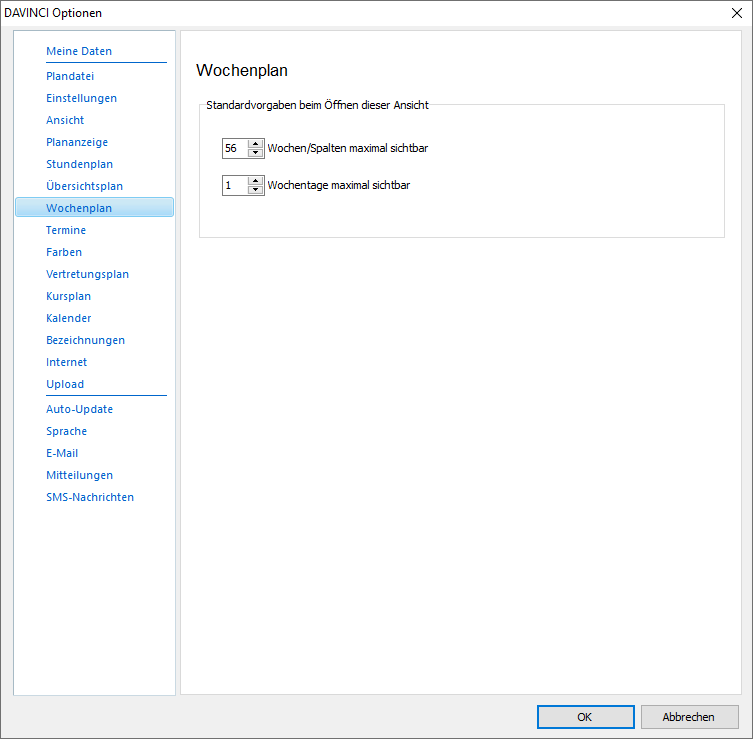 DAVINCI Optionen
Meine Daten
Plandatei
Einstellungen
Ansicht
Plananzeige
Stundenplan
Übersichtsplan
Wochenplan
Termine
Farben
Vertretungsplan
Kursplan
Kalender
Bezeichnungen
Internet
Upload
Auto-Update
Sprache
E-Mail
Mitteilungen
SMS-Nachrichten
Wochenplan
Standardvorgaben beim Öffnen dieser Ansicht
56 Wochen/Spalten maximal sichtbar
1 Wochentage maximal sichtbar
OK
Abbrechen